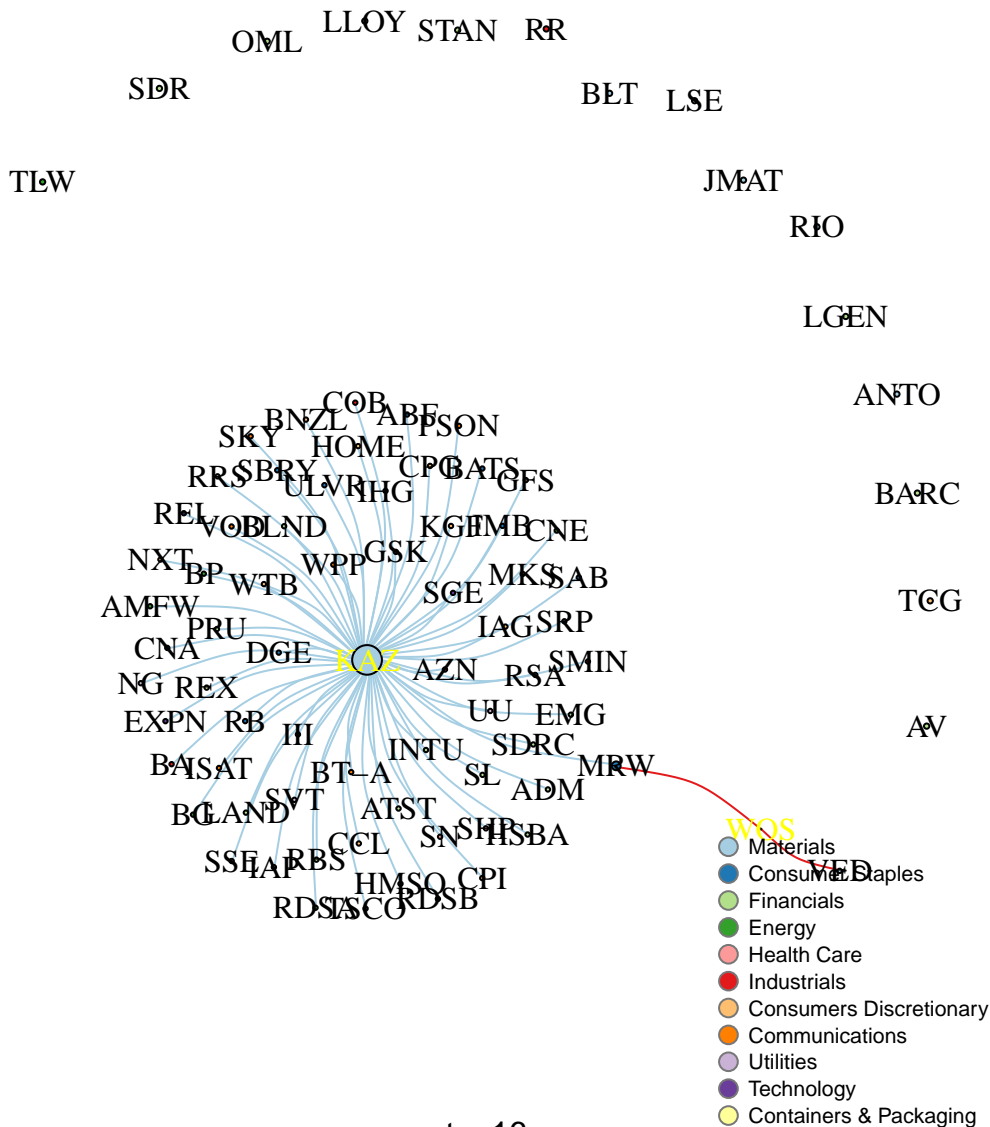 LLOY
STAN
RR
OML
SDR
BLT
LSE
TLW
JMAT
RIO
LGEN
ANTO
BARC
TCG
AV
COB
ABF
BNZL
PSON
SKY
HOME
SBRY
CPG
BATS
RRS
ULVR
IHG
GFS
REL
VOD
BLND
KGF
IMB
CNE
GSK
NXT
BP
WPP
WTB
SGE
MKS
SAB
AMFW
PRU
IAG
SRP
CNA
DGE
KAZ
AZN
RSA
SMIN
NG
REX
EXPN
RB
UU
EMG
III
INTU
SDRC
BA
ISAT
BT-A
SL
MRW
ADM
BG
LAND
SVT
ATST
SHP
HSBA
SN
WOS
CCL
SSE
IAP
RBS
VED
HMSO
CPI
RDSA
TSCO
RDSB
Materials
Consumer Staples
Financials
Energy
Health Care
Industrials
Consumers Discretionary
Communications
Utilities
Technology
Containers & Packaging